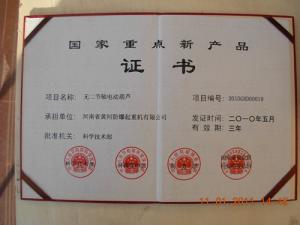 国家重点新产品
证书
项目名称：无二节轴电动葫芦
项目编号：2010GRD00019
承担单位：河南省黄河防爆起重机有限公司
发证时间：二〇一〇年五月
有效期：三年
批准机关：科学技术部